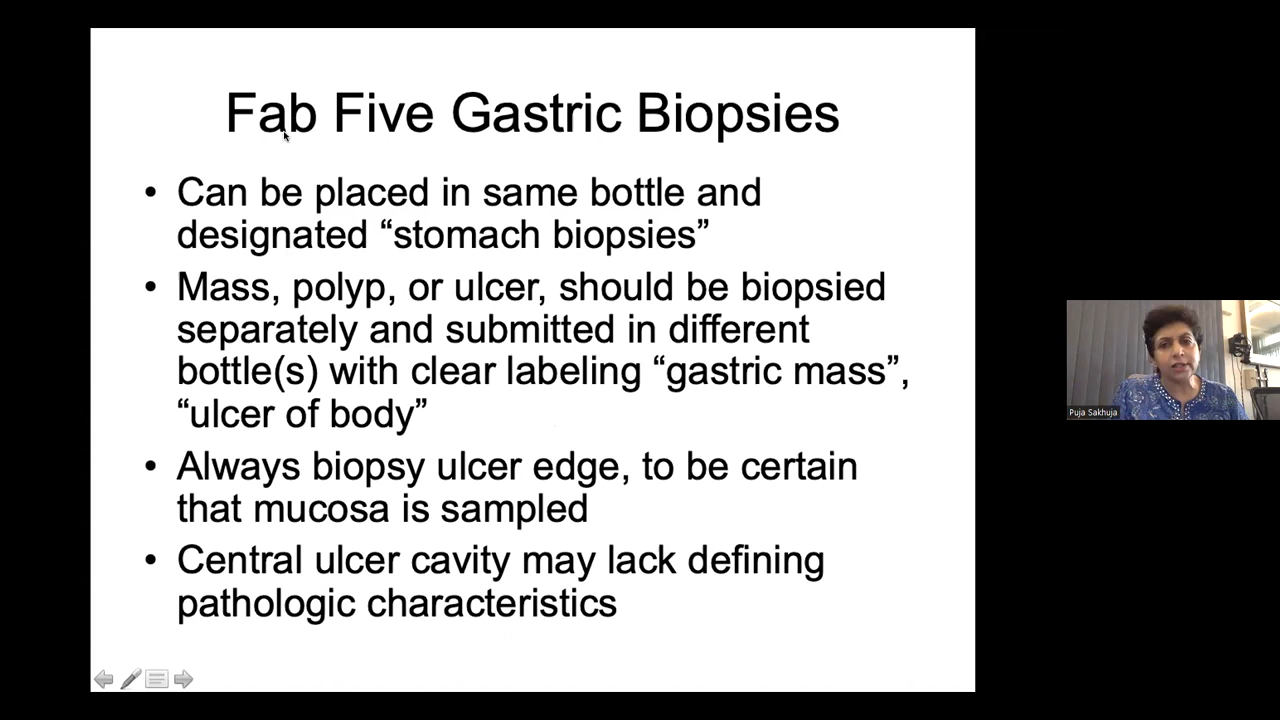 Fab Five Gastric Biopsies
• Can be placed in same bottle and
designated “stomach biopsies”
• Mass, polyp, or ulcer, should be biopsied
separately and submitted in different
bottle(s) with clear labeling “gastric mass”,
“ulcer of body”
• Always biopsy ulcer edge, to be certain
that mucosa is sampled
• Central ulcer cavity may lack defining
pathologic characteristics
Puja Sakhuja